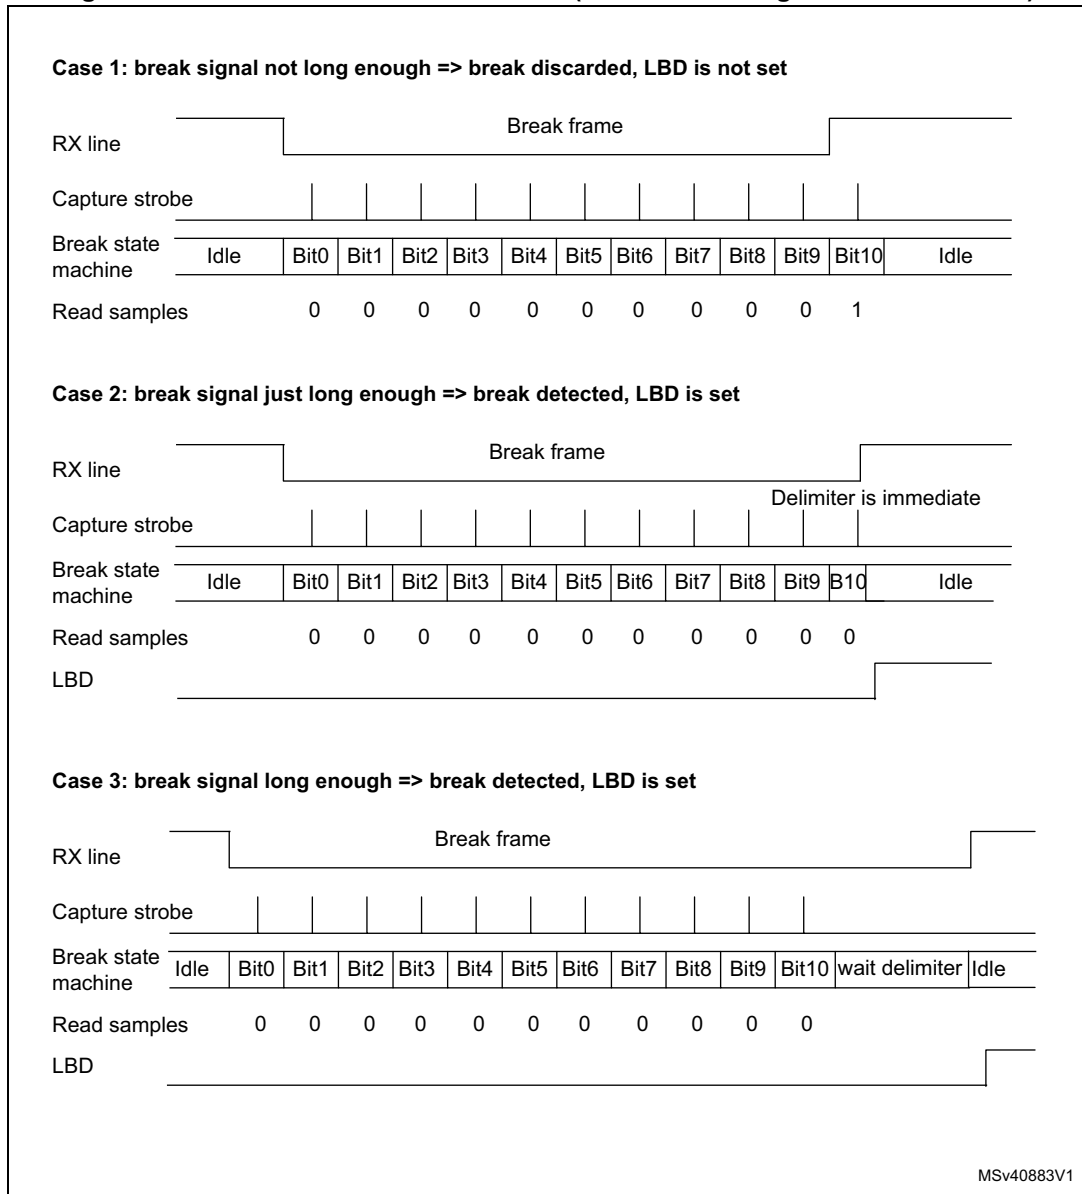 Case 1: break signal not long enough => break discarded, LBD is not set
Break frame
RX line
Capture strobe
Break state machine Idle Bit0 Bit1 Bit2 Bit3 Bit4 Bit5 Bit6 Bit7 Bit8 Bit9 Bit10 Idle
Read samples 0 0 0 0 0 0 0 0 0 0 1
Case 2: break signal just long enough => break detected, LBD is set
Break frame
RX line
Delimiter is immediate
Capture strobe
Break state machine Idle Bit0 Bit1 Bit2 Bit3 Bit4 Bit5 Bit6 Bit7 Bit8 Bit9 B10 Idle
Read samples 0 0 0 0 0 0 0 0 0 0 0
LBD
Case 3: break signal long enough => break detected, LBD is set
Break frame
RX line
Capture strobe
Break state machine Idle Bit0 Bit1 Bit2 Bit3 Bit4 Bit5 Bit6 Bit7 Bit8 Bit9 Bit10 wait delimiter Idle
Read samples 0 0 0 0 0 0 0 0 0 0 0
LBD
MSv40883V1